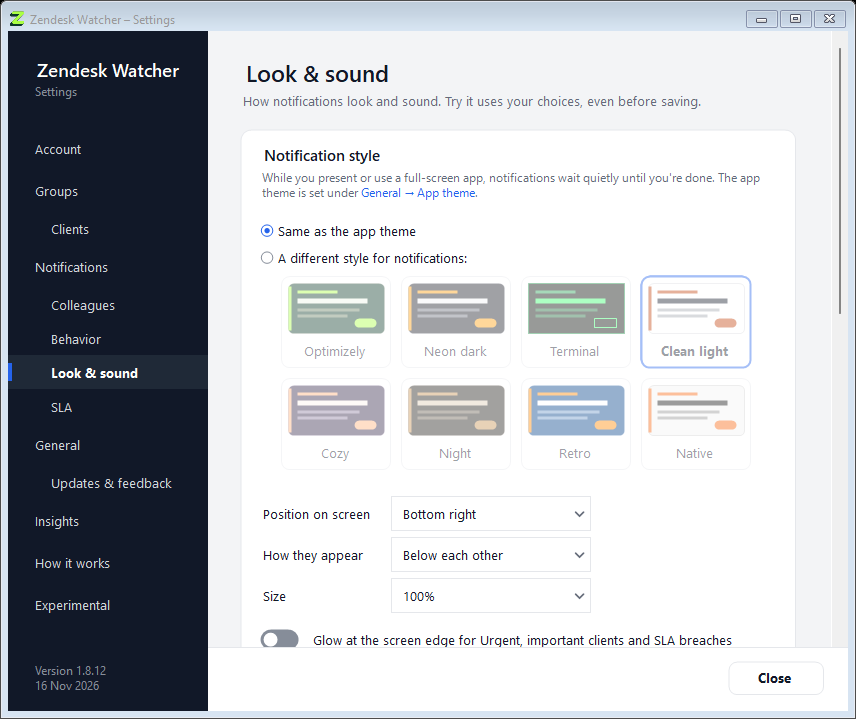 Zendesk Watcher – Settings
Zendesk Watcher
Settings
Account
Groups
Clients
Notifications
Colleagues
Behavior
Look & sound
SLA
General
Updates & feedback
Insights
How it works
Experimental
Version 1.8.12
16 Nov 2026
Look & sound
How notifications look and sound. Try it uses your choices, even before saving.
Notification style
While you present or use a full-screen app, notifications wait quietly until you're done. The app
theme is set under General → App theme.
Same as the app theme
A different style for notifications:
Optimizely
Neon dark
Terminal
Clean light
Cozy
Night
Retro
Native
Position on screen
Bottom right
How they appear
Below each other
Size
100%
Glow at the screen edge for Urgent, important clients and SLA breaches
Close